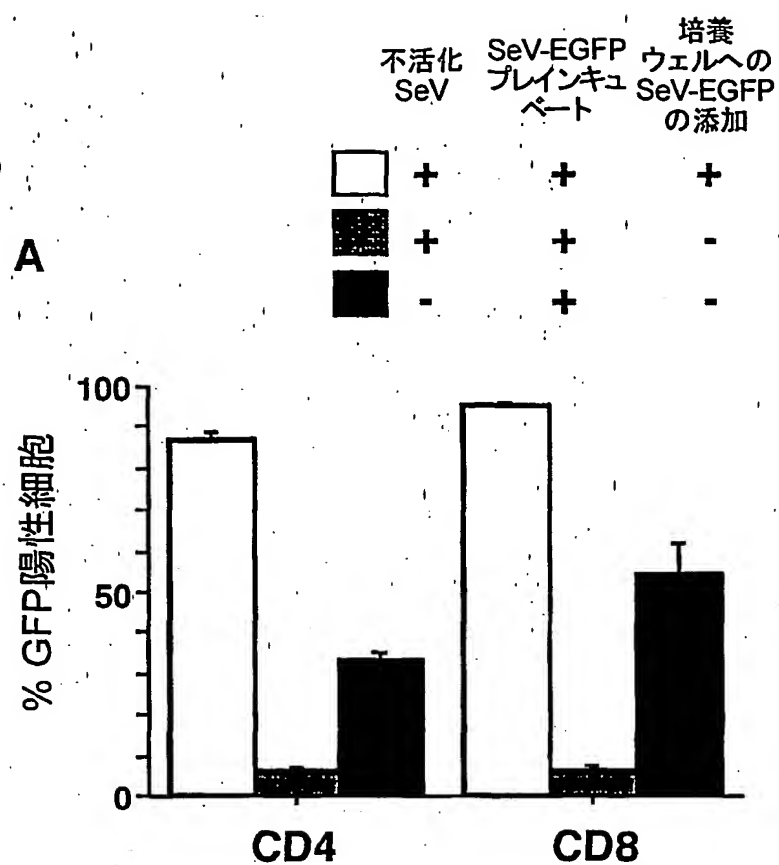 不活化
SeV
SeV-EGFP
プレインキュ
ベート
培養
ウェルへの
SeV-EGFP
の添加
+ + +
A
+ + -
- + -
100
50
0
% GFP陽性細胞
CD4 CD8